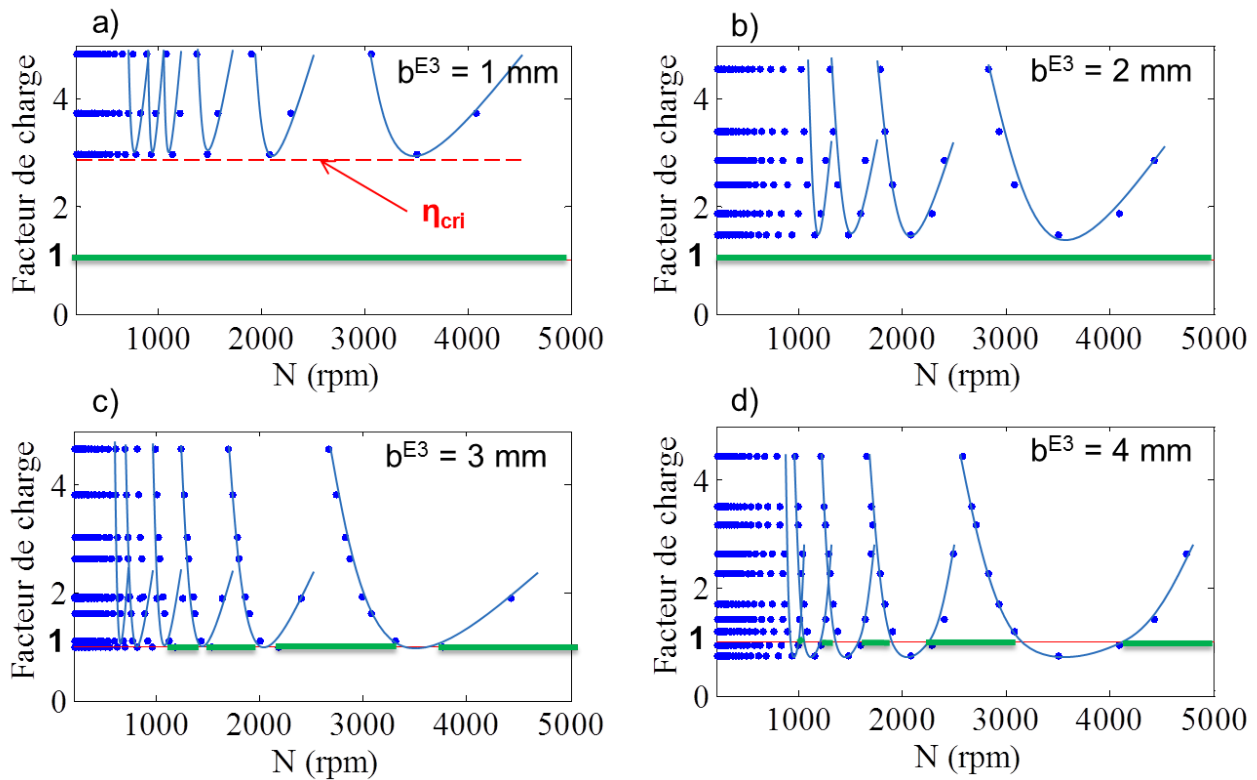 a)
Facteur de charge
4
2
1
0
b^E3 = 1 mm
η_cri
1000 2000 3000 4000 5000
N (rpm)
b)
Facteur de charge
4
2
1
0
b^E3 = 2 mm
1000 2000 3000 4000 5000
N (rpm)
c)
Facteur de charge
4
2
1
0
b^E3 = 3 mm
1000 2000 3000 4000 5000
N (rpm)
d)
Facteur de charge
4
2
1
0
b^E3 = 4 mm
1000 2000 3000 4000 5000
N (rpm)